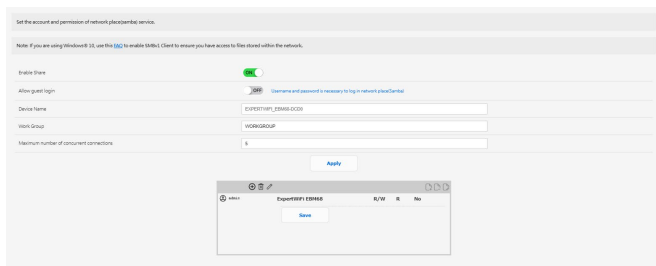 Set the account and permission of network place(samba) service.
Note: If you are using Windows® 10, use this FAQ to enable SMBv1 Client to ensure you have access to files stored within the network.
Enable Share
ON
Allow guest login
OFF
Username and password is necessary to log in network place(Samba)
Device Name
EXPERTWIFI_EBM68-DCD0
Work Group
WORKGROUP
Maximum number of concurrent connections
Apply
ExpertWiFi EBM68 R/W R No
Save